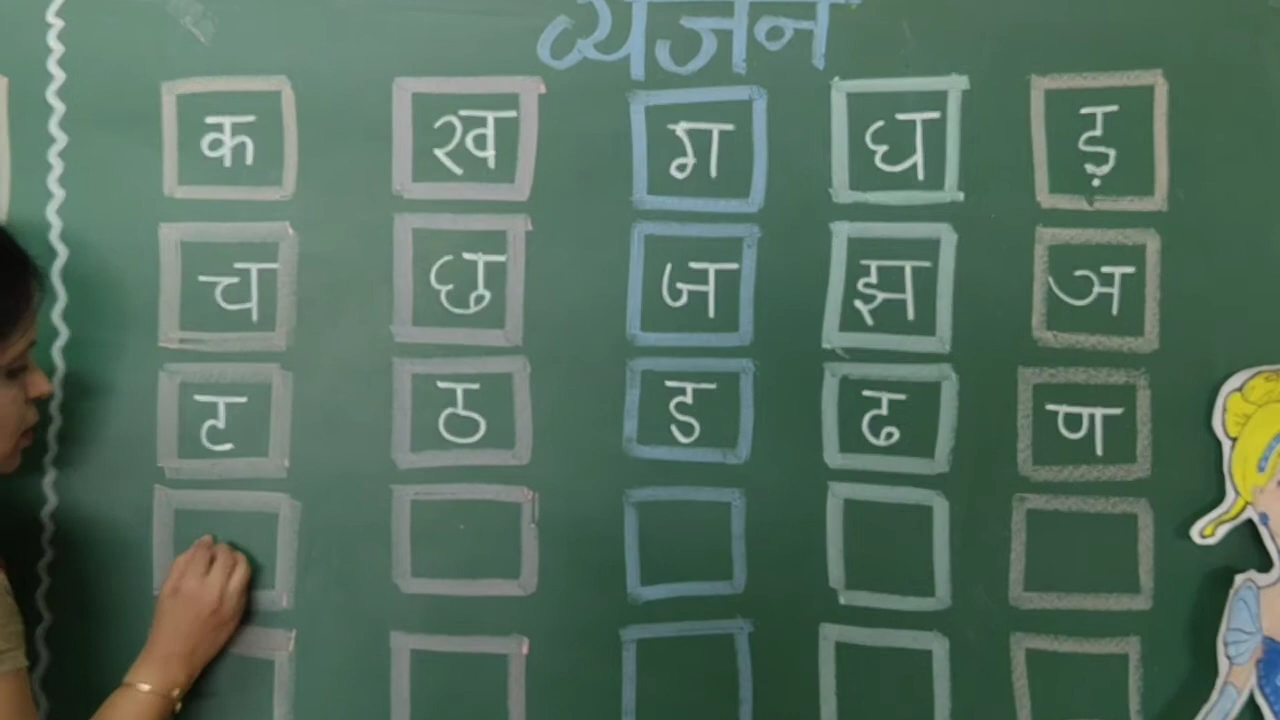 व्यंजन
क ख ग घ ड़
च छ ज झ ञ
ट ठ ड ढ ण